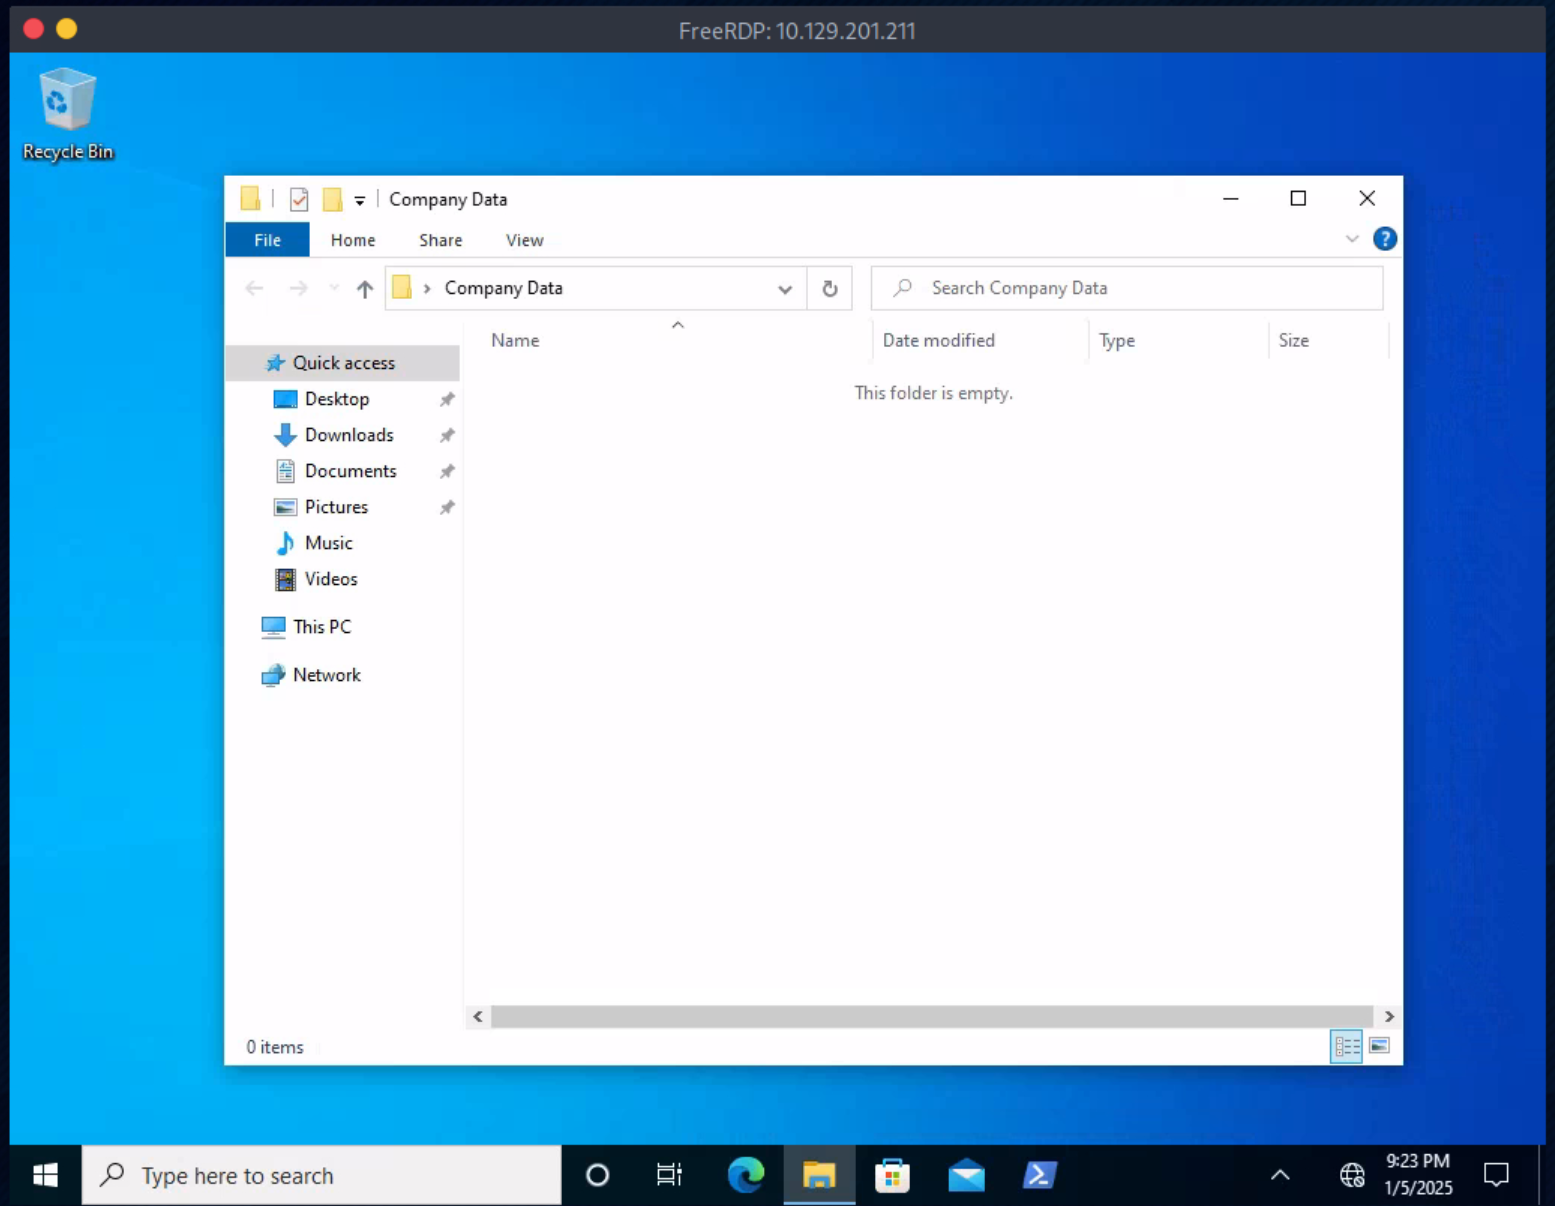 FreeRDP: 10.129.201.211
Recycle Bin
Company Data
File Home Share View
?
Company Data
Search Company Data
Name Date modified Type Size
This folder is empty.
Quick access
Desktop
Downloads
Documents
Pictures
Music
Videos
This PC
Network
0 items
Type here to search
9:23 PM
1/5/2025